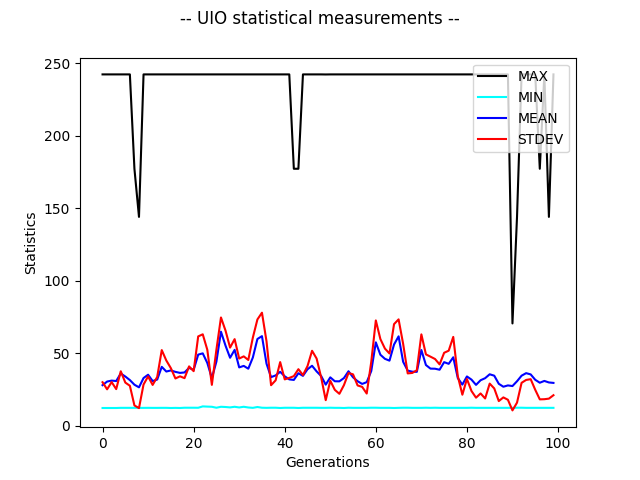 -- UIO statistical measurements --
250
200
150
100
50
0
Statistics
0 20 40 60 80 100
Generations
MAX
MIN
MEAN
STDEV